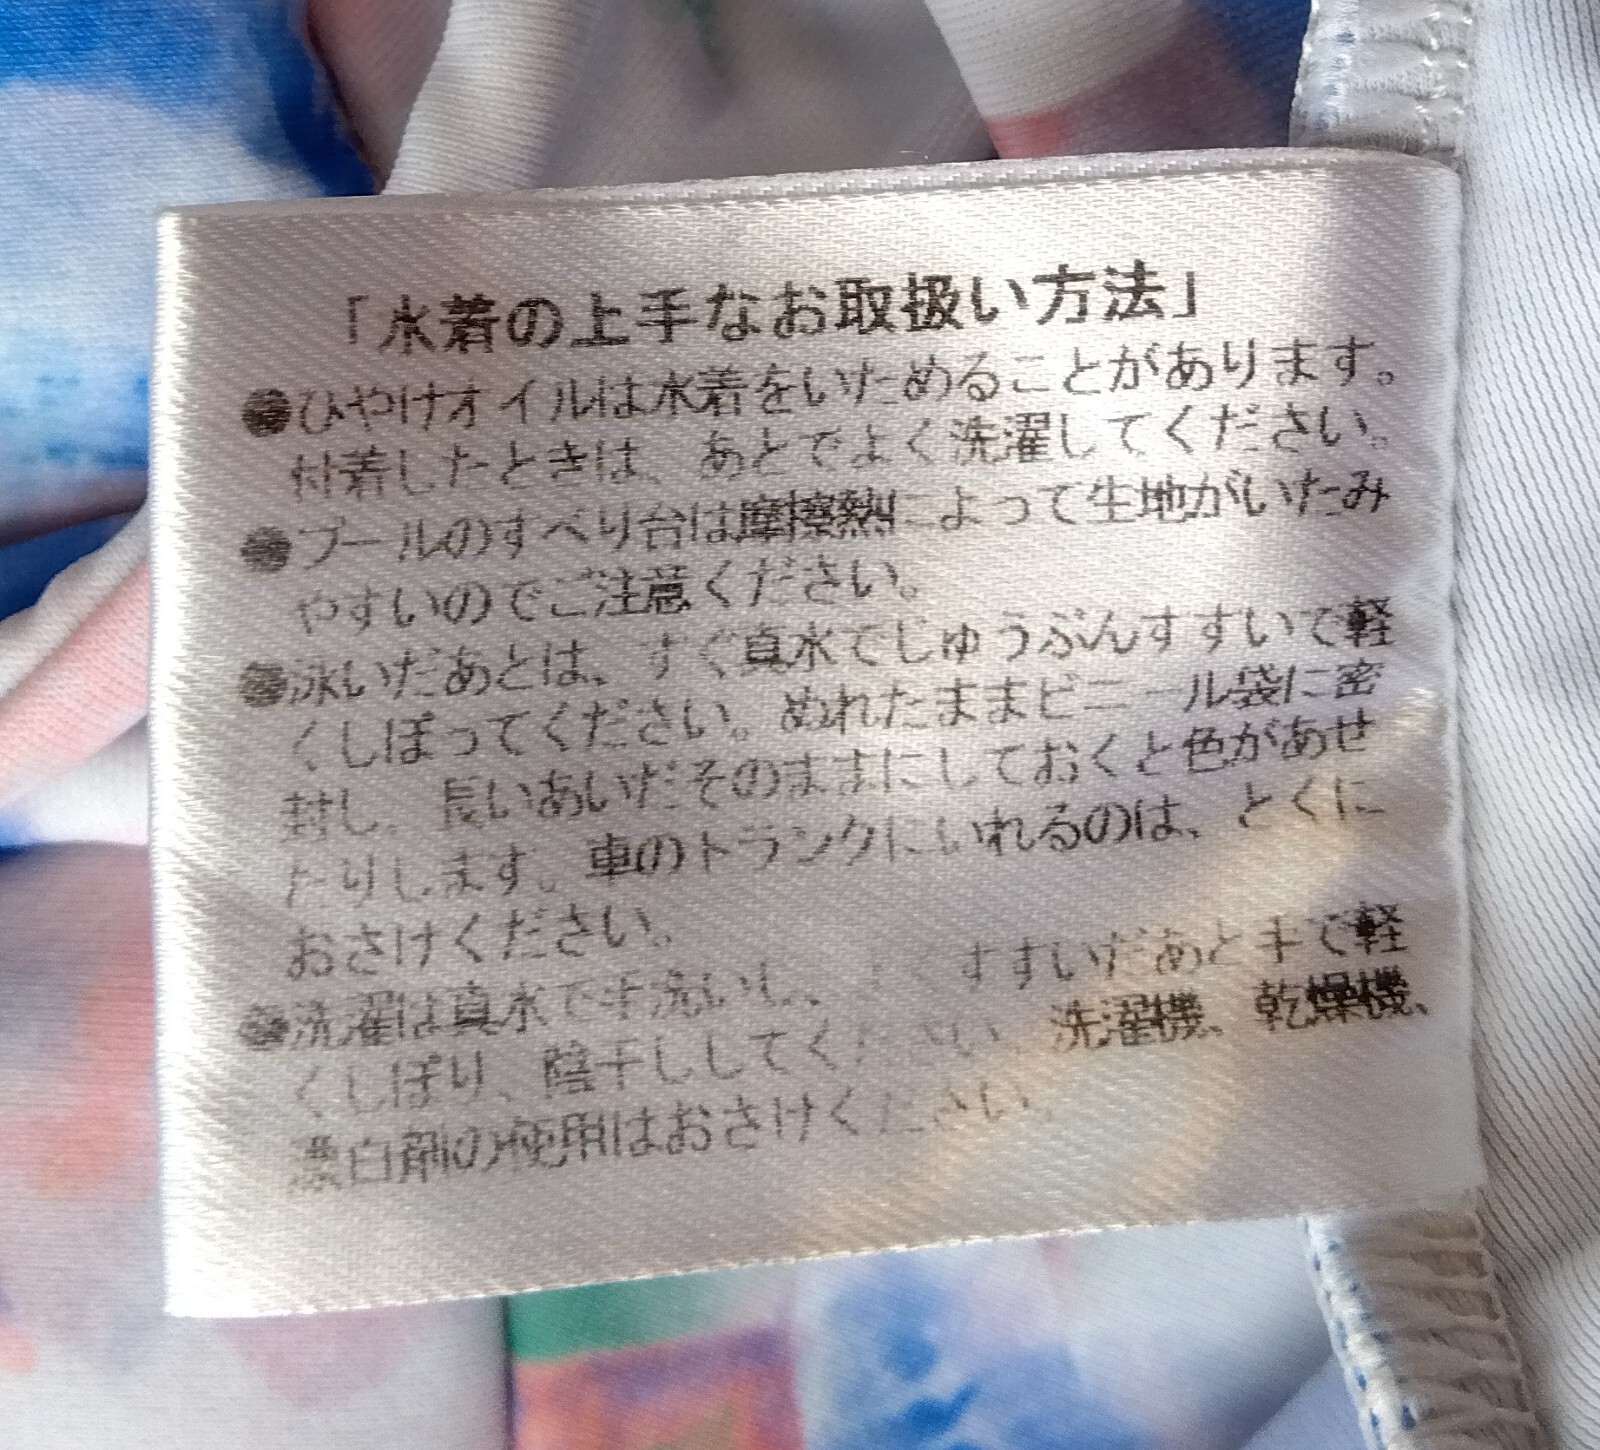 「水着の上手なお取扱い方法」
●ひやけオイルは水着をいためることがあります。
付着したときは、あとでよく洗濯してください。
●プールのすべり台は摩擦熱によって生地がいたみ
やすいのでご注意ください。
●泳いだあとは、すぐ真水でじゅうぶんすすいで軽
くしぼってください。ぬれたままビニール袋に密
封し、長いあいだそのままにしておくと色があせ
たりします。車のトランクにいれるのは、とくに
おさけください。
●洗濯は真水で手洗いし、 すすいだあと手で軽
くしぼり、陰干ししてください。洗濯機、乾燥機、
漂白剤の使用はおさけください。